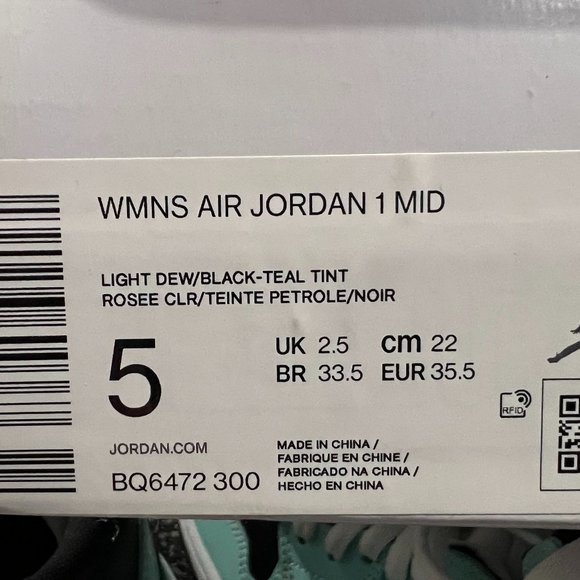 WMNS AIR JORDAN 1 MID
LIGHT DEW/BLACK-TEAL TINT
ROSEE CLR/TEINTE PETROLE/NOIR
5
UK 2.5 cm 22
BR 33.5 EUR 35.5
RFID
JORDAN.COM
BQ6472 300
MADE IN CHINA /
FABRIQUE EN CHINE /
FABRICADO NA CHINA /
HECHO EN CHINA